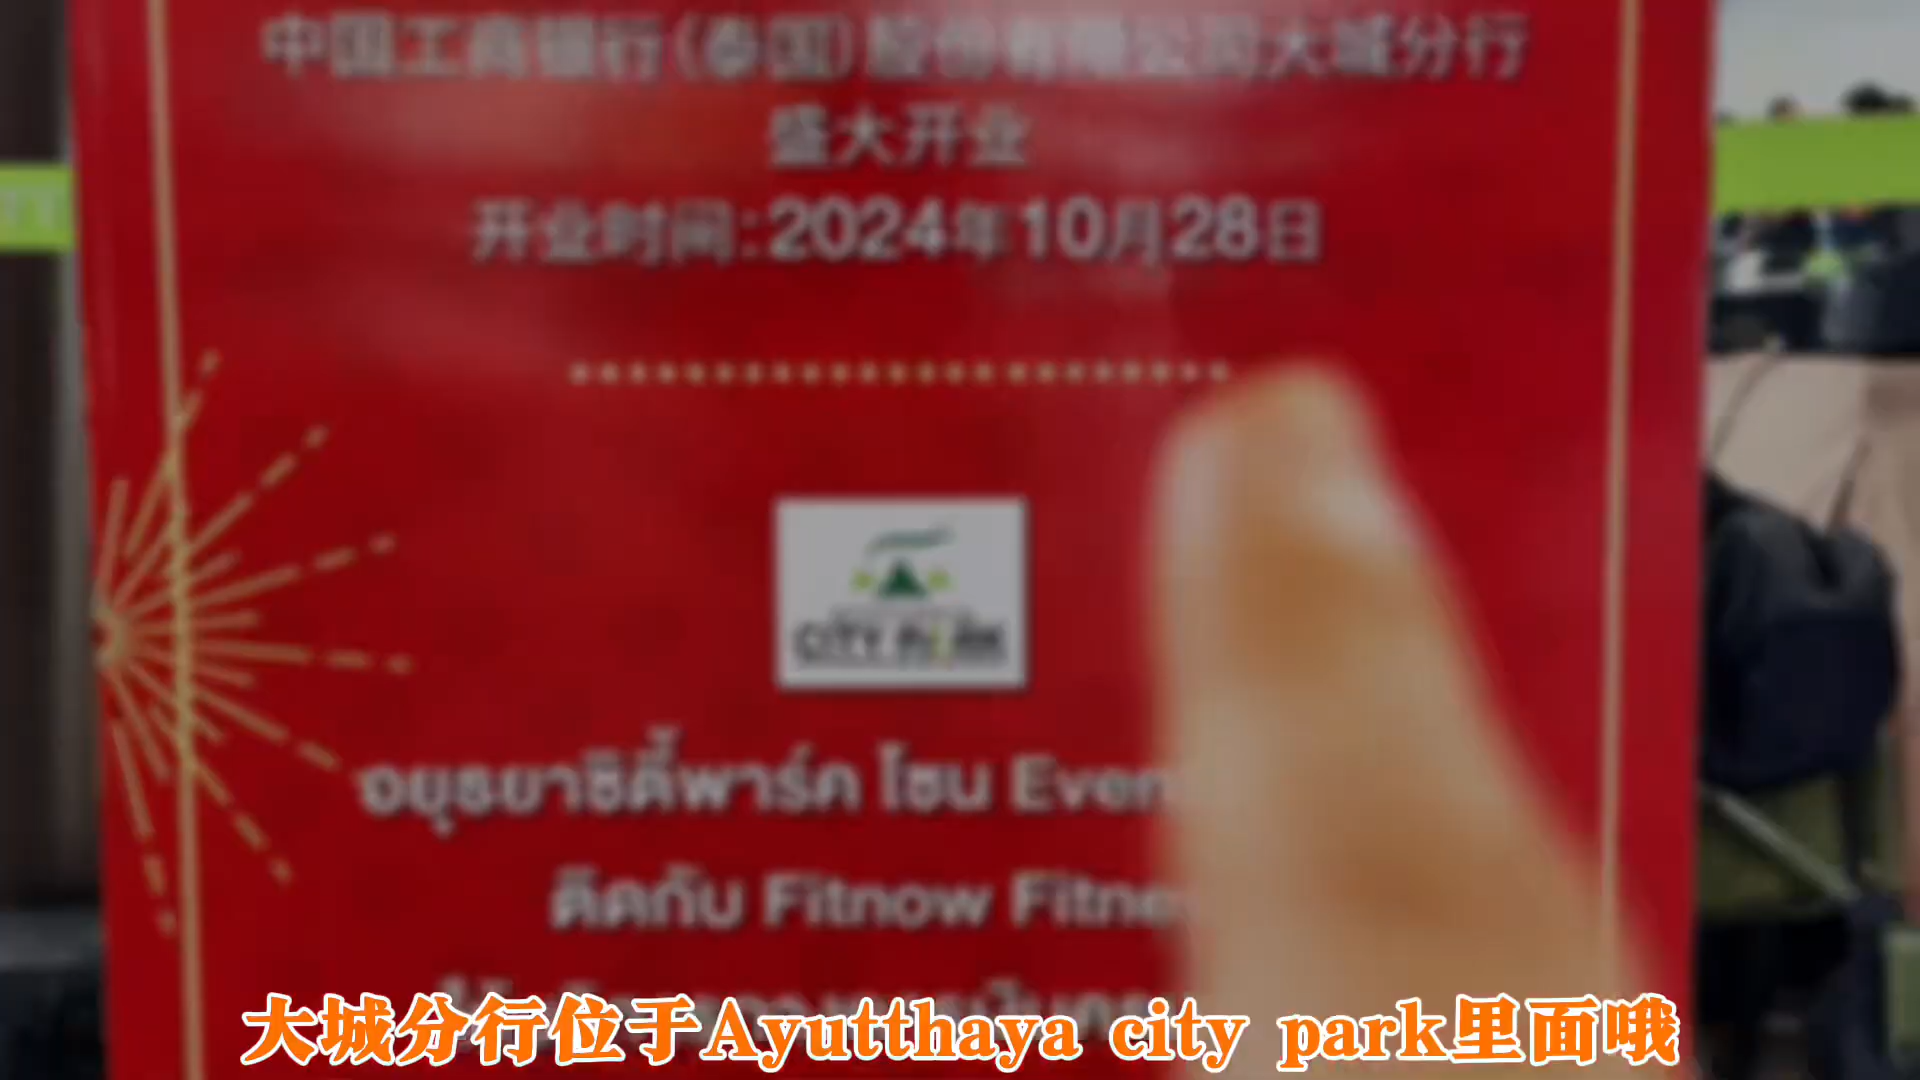 中国工商银行(泰国)股份有限公司大城分行
盛大开业
开业时间:2024年10月28日
CITY PARK
อยุธยาซิตี้พาร์ค โซน
ติดกับ Fitnow
大城分行位于Ayutthaya city park里面哦